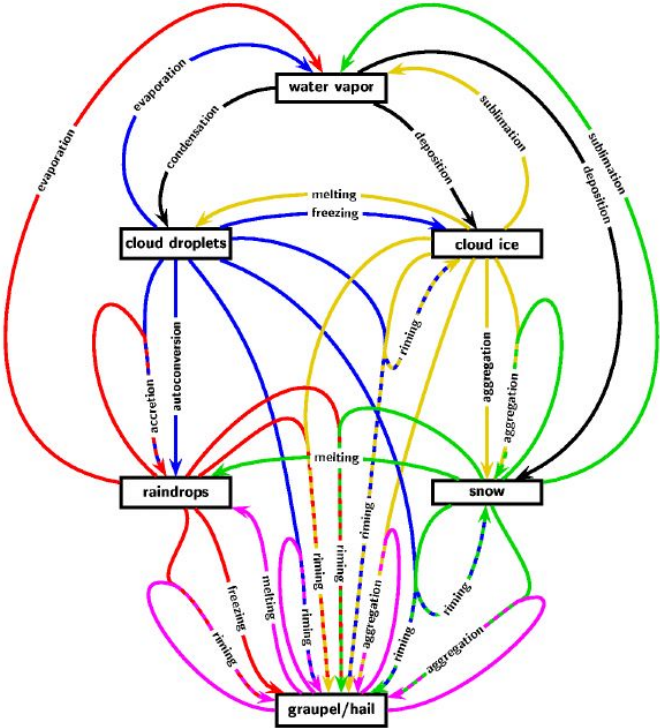 water vapor
evaporation
evaporation
condensation
deposition
sublimation
sublimation
deposition
melting
freezing
cloud droplets
cloud ice
riming
accretion
autoconversion
aggregation
aggregation
melting
raindrops
snow
riming
riming
riming
riming
freezing
melting
riming
riming
aggregation
riming
aggregation
graupel/hail